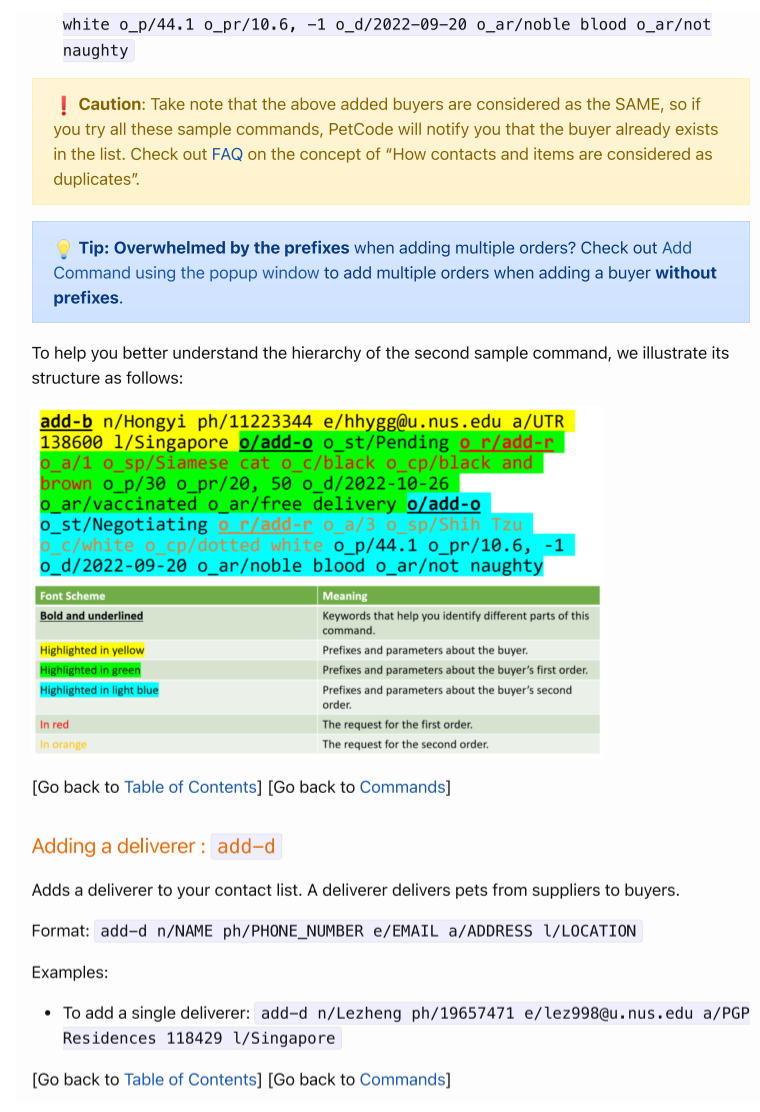 white o_p/44.1 o_pr/10.6, -1 o_d/2022-09-20 o_ar/noble blood o_ar/not
naughty
❗ Caution: Take note that the above added buyers are considered as the SAME, so if
you try all these sample commands, PetCode will notify you that the buyer already exists
in the list. Check out FAQ on the concept of “How contacts and items are considered as
duplicates”.
💡 Tip: Overwhelmed by the prefixes when adding multiple orders? Check out Add
Command using the popup window to add multiple orders when adding a buyer without
prefixes.
To help you better understand the hierarchy of the second sample command, we illustrate its
structure as follows:
add-b n/Hongyi ph/11223344 e/hhygg@u.nus.edu a/UTR
138600 l/Singapore o/add-o o_st/Pending o_r/add-r
o_a/1 o_sp/Siamese cat o_c/black o_cp/black and
brown o_p/30 o_pr/20, 50 o_d/2022-10-26
o_ar/vaccinated o_ar/free delivery o/add-o
o_st/Negotiating o_r/add-r o_a/3 o_sp/Shih Tzu
o_c/white o_cp/dotted white o_p/44.1 o_pr/10.6, -1
o_d/2022-09-20 o_ar/noble blood o_ar/not naughty
Font Scheme Meaning
Bold and underlined Keywords that help you identify different parts of this
command.
Highlighted in yellow Prefixes and parameters about the buyer.
Highlighted in green Prefixes and parameters about the buyer's first order.
Highlighted in light blue Prefixes and parameters about the buyer's second
order.
In red The request for the first order.
In orange The request for the second order.
[Go back to Table of Contents] [Go back to Commands]
Adding a deliverer : add-d
Adds a deliverer to your contact list. A deliverer delivers pets from suppliers to buyers.
Format: add-d n/NAME ph/PHONE_NUMBER e/EMAIL a/ADDRESS l/LOCATION
Examples:
• To add a single deliverer: add-d n/Lezheng ph/19657471 e/lez998@u.nus.edu a/PGP
Residences 118429 l/Singapore
[Go back to Table of Contents] [Go back to Commands]